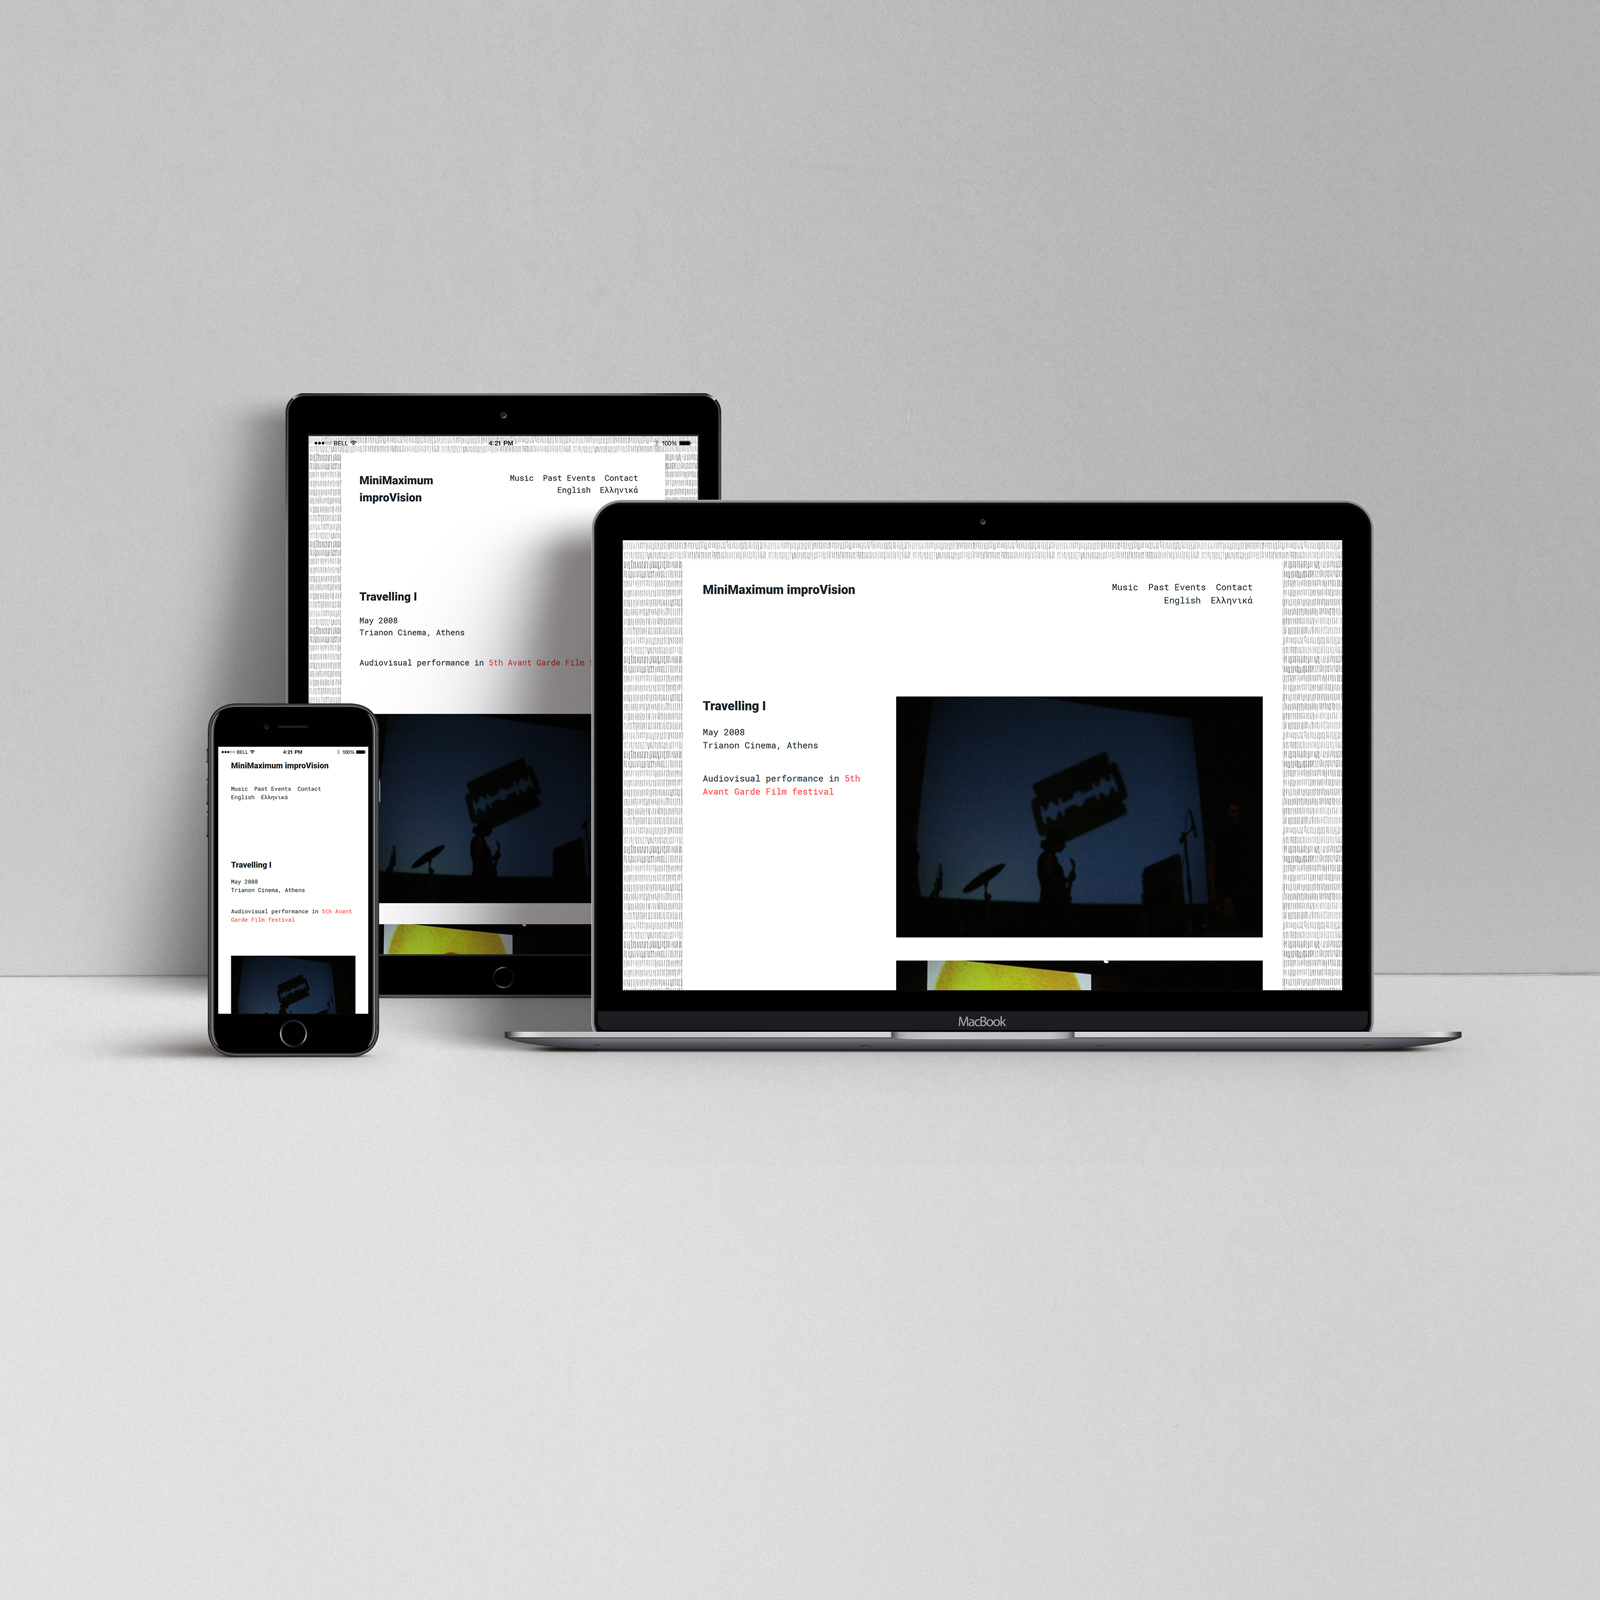 ●●●○○ BELL
4:21 PM
100%
MiniMaximum
improVision
Music Past Events Contact
English Ελληνικά
Travelling I
May 2008
Trianon Cinema, Athens
Audiovisual performance in 5th Avant Garde Film
●●●○○ BELL
4:21 PM
100%
MiniMaximum improVision
Music Past Events Contact
English Ελληνικά
Travelling I
May 2008
Trianon Cinema, Athens
Audiovisual performance in 5th Avant
Garde Film festival
MiniMaximum improVision
Music Past Events Contact
English Ελληνικά
Travelling I
May 2008
Trianon Cinema, Athens
Audiovisual performance in 5th
Avant Garde Film festival
MacBook